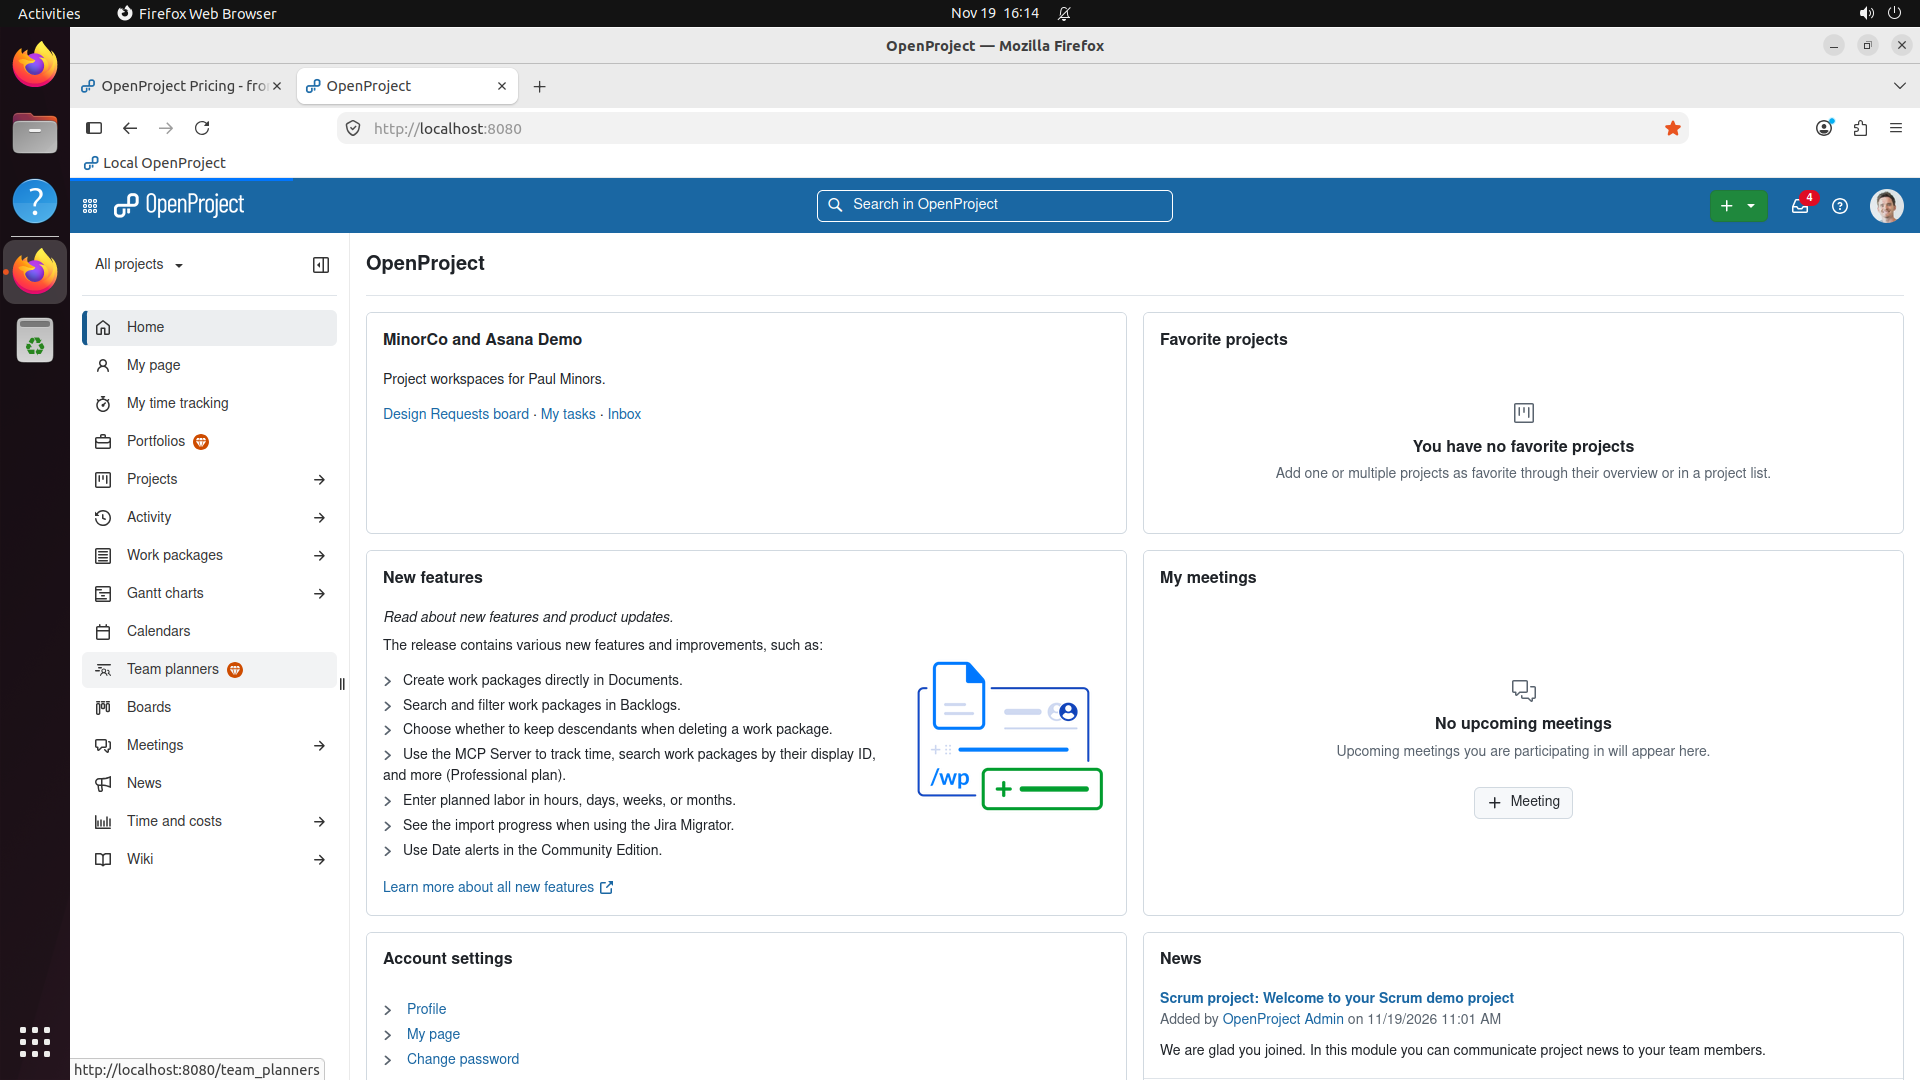 Activities
Firefox Web Browser
Nov 19 16:14
OpenProject — Mozilla Firefox
OpenProject Pricing - fro
OpenProject
http://localhost:8080
Local OpenProject
OpenProject
Search in OpenProject
4
All projects
Home
My page
My time tracking
Portfolios
Projects
Activity
Work packages
Gantt charts
Calendars
Team planners
Boards
Meetings
News
Time and costs
Wiki
OpenProject
MinorCo and Asana Demo
Project workspaces for Paul Minors.
Design Requests board · My tasks · Inbox
Favorite projects
You have no favorite projects
Add one or multiple projects as favorite through their overview or in a project list.
New features
Read about new features and product updates.
The release contains various new features and improvements, such as:
Create work packages directly in Documents.
Search and filter work packages in Backlogs.
Choose whether to keep descendants when deleting a work package.
Use the MCP Server to track time, search work packages by their display ID,
and more (Professional plan).
Enter planned labor in hours, days, weeks, or months.
See the import progress when using the Jira Migrator.
Use Date alerts in the Community Edition.
Learn more about all new features
/wp
My meetings
No upcoming meetings
Upcoming meetings you are participating in will appear here.
Meeting
Account settings
Profile
My page
Change password
News
Scrum project: Welcome to your Scrum demo project
Added by OpenProject Admin on 11/19/2026 11:01 AM
We are glad you joined. In this module you can communicate project news to your team members.
http://localhost:8080/team_planners